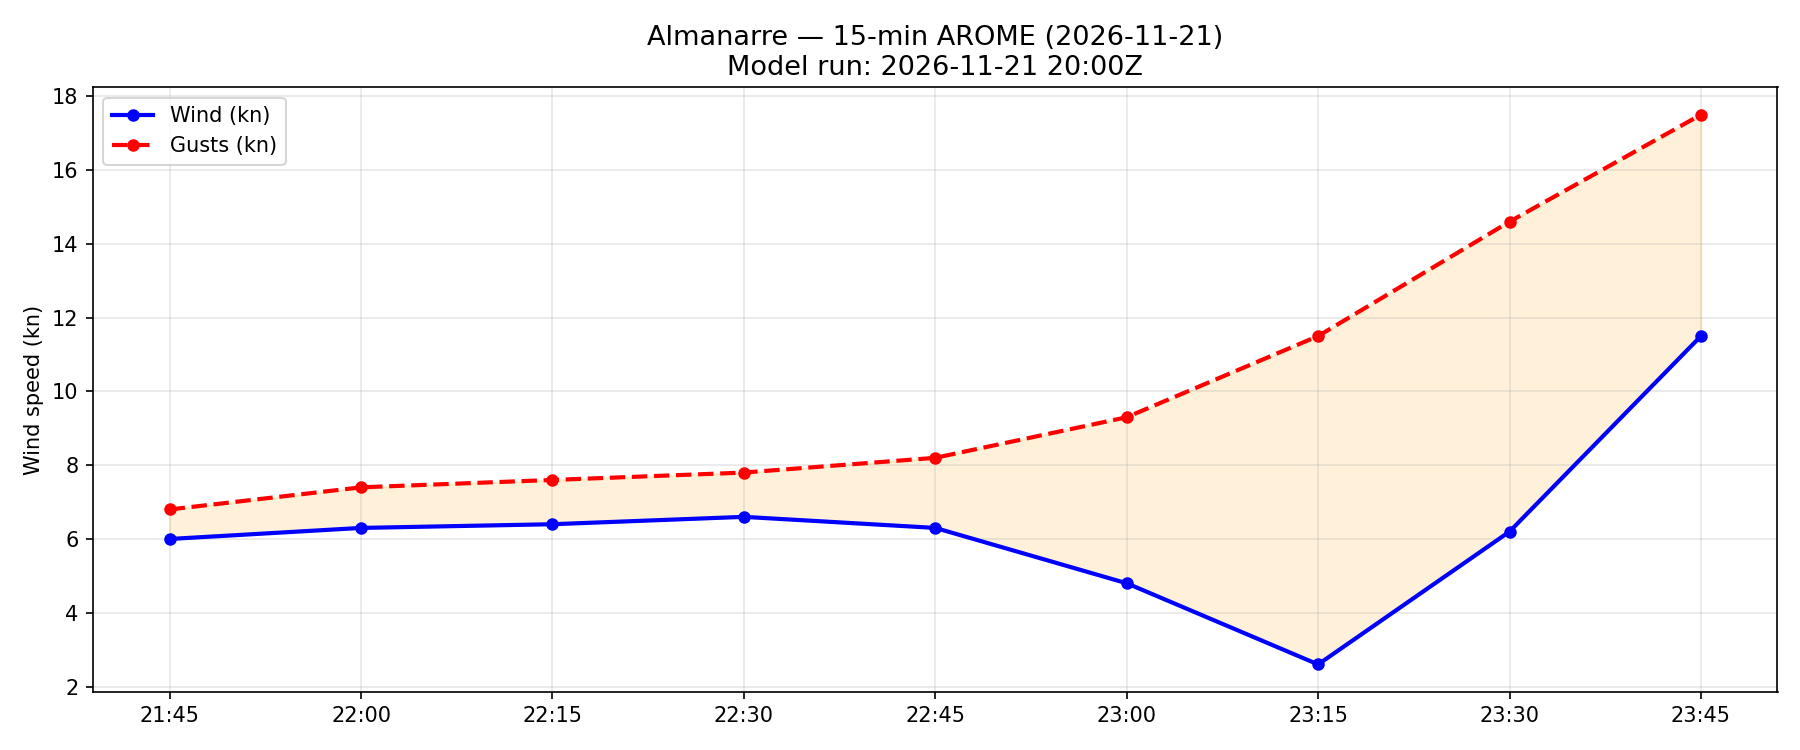 Almanarre — 15-min AROME (2026-11-21)
Model run: 2026-11-21 20:00Z
Wind (kn)
Gusts (kn)
Wind speed (kn)
18
16
14
12
10
8
6
4
2
21:45 22:00 22:15 22:30 22:45 23:00 23:15 23:30 23:45